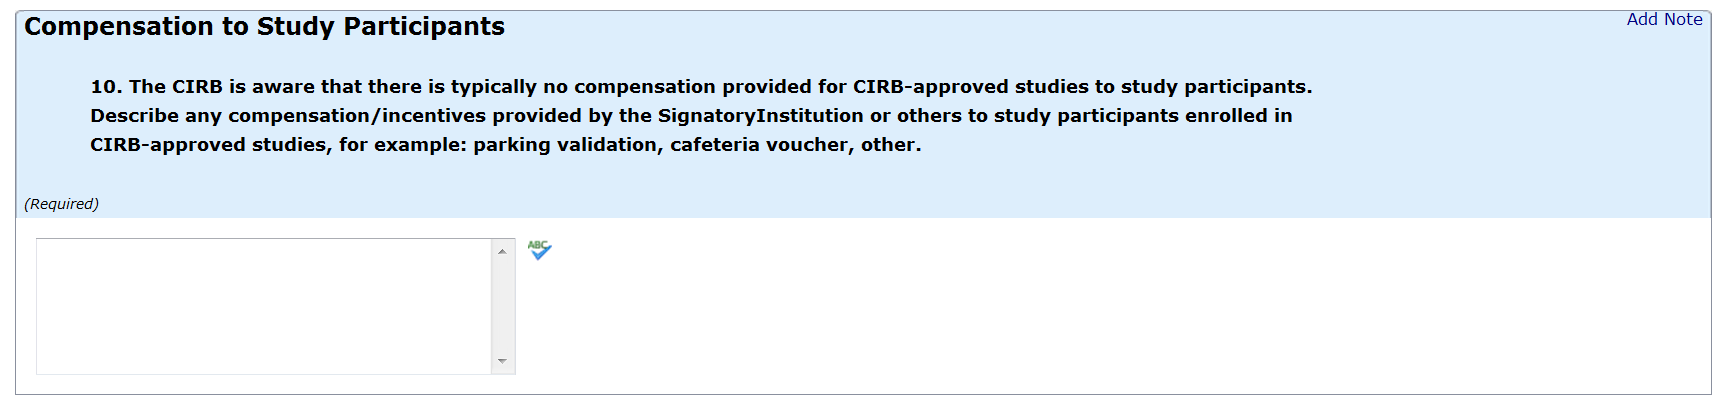 Compensation to Study Participants
Add Note
10. The CIRB is aware that there is typically no compensation provided for CIRB-approved studies to study participants.
Describe any compensation/incentives provided by the SignatoryInstitution or others to study participants enrolled in
CIRB-approved studies, for example: parking validation, cafeteria voucher, other.
(Required)
ABC